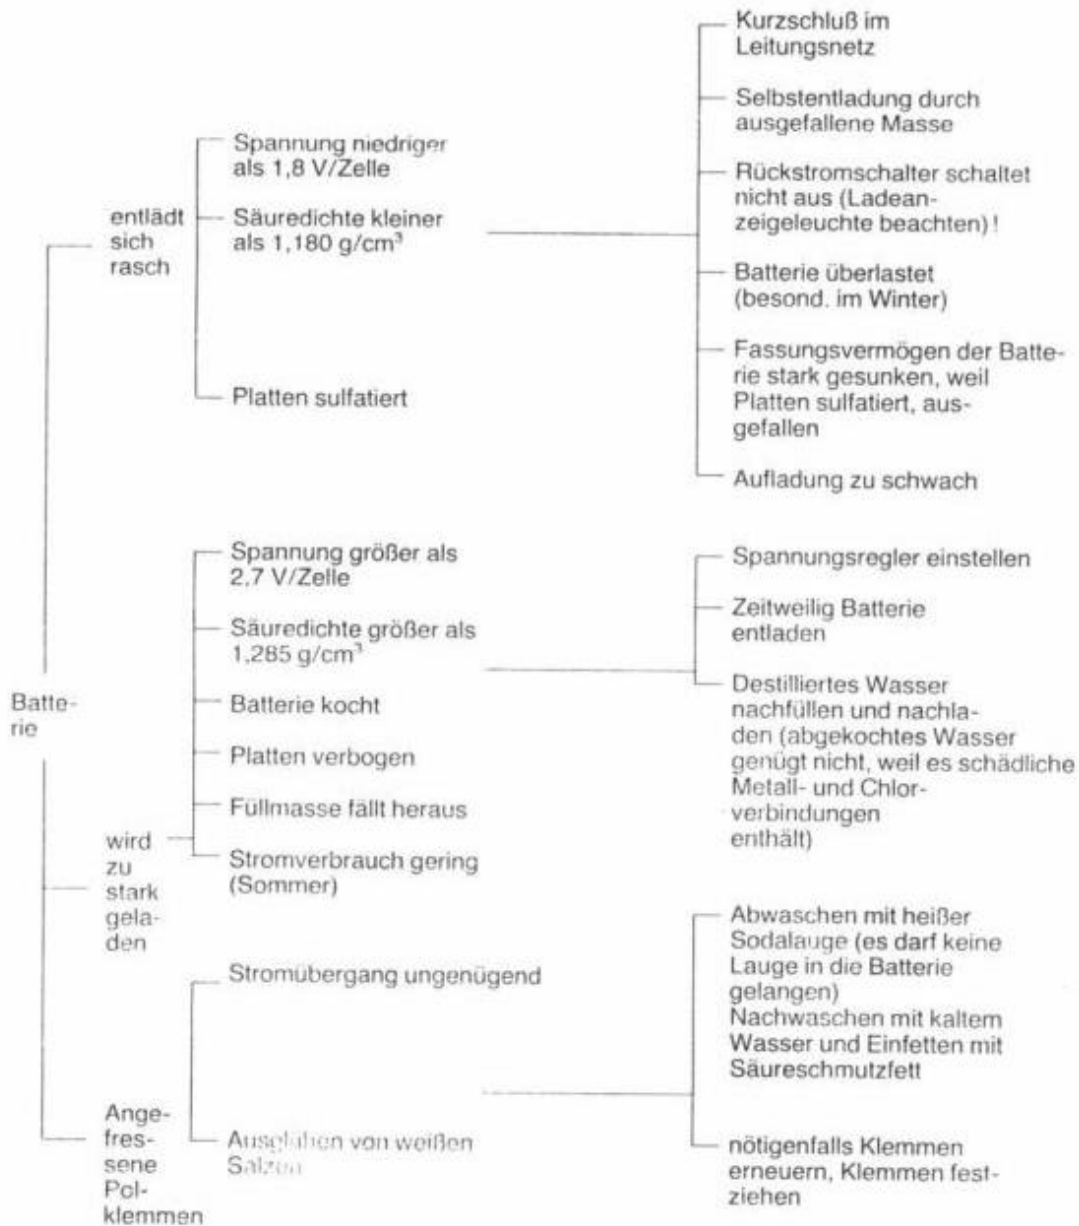 Batte-
rie
entlädt
sich
rasch
Spannung niedriger
als 1,8 V/Zelle
Säuredichte kleiner
als 1,180 g/cm³
Platten sulfatiert
Kurzschluß im
Leitungsnetz
Selbstentladung durch
ausgefallene Masse
Rückstromschalter schaltet
nicht aus (Ladean-
zeigeleuchte beachten)!
Batterie überlastet
(besond. im Winter)
Fassungsvermögen der Batte-
rie stark gesunken, weil
Platten sulfatiert, aus-
gefallen
Aufladung zu schwach
wird
zu
stark
gela-
den
Spannung größer als
2,7 V/Zelle
Säuredichte größer als
1,285 g/cm³
Batterie kocht
Platten verbogen
Füllmasse fällt heraus
Stromverbrauch gering
(Sommer)
Spannungsregler einstellen
Zeitweilig Batterie
entladen
Destilliertes Wasser
nachfüllen und nachla-
den (abgekochtes Wasser
genügt nicht, weil es schädliche
Metall- und Chlor-
verbindungen
enthält)
Ange-
fres-
sene
Pol-
klemmen
Stromübergang ungenügend
von weißen
Salzen
Abwaschen mit heißer
Sodalauge (es darf keine
Lauge in die Batterie
gelangen)
Nachwaschen mit kaltem
Wasser und Einfetten mit
Säureschmutzfett
nötigenfalls Klemmen
erneuern, Klemmen fest-
ziehen